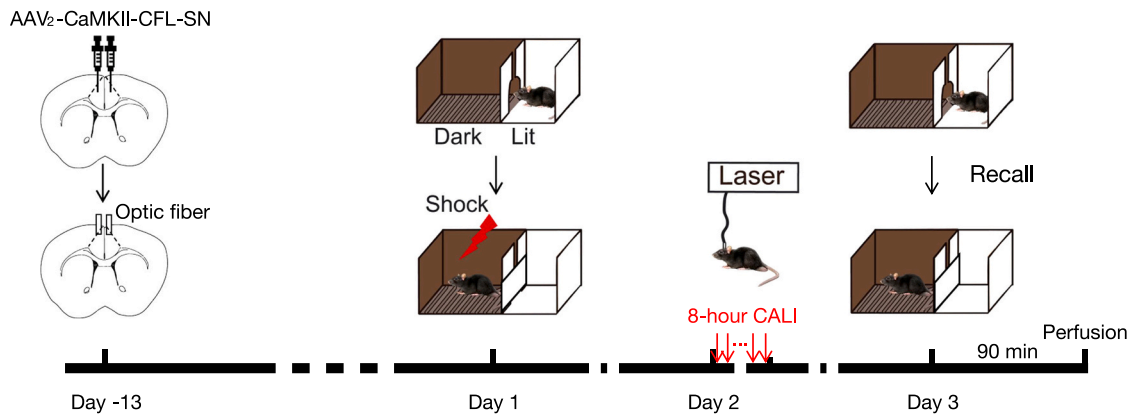 AAV₂-CaMKII-CFL-SN
Optic fiber
Dark
Lit
Shock
Laser
8-hour CALI
...
Recall
Perfusion
90 min
Day -13
Day 1
Day 2
Day 3